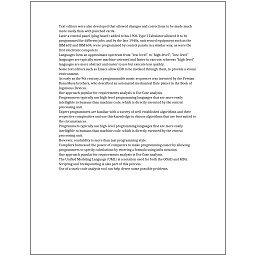 Text editors were also developed that allowed changes and corrections to be made much
more easily than with punched cards.
Later a control panel (plug board) added to his 1906 Type I Tabulator allowed it to be
programmed for different jobs, and by the late 1940s, unit record equipment such as the
IBM 602 and IBM 604, were programmed by control panels in a similar way, as were the
first electronic computers.
Languages form an approximate spectrum from "low-level" to "high-level"; "low-level"
languages are typically more machine-oriented and faster to execute, whereas "high-level"
languages are more abstract and easier to use but execute less quickly.
Some text editors such as Emacs allow GDB to be invoked through them, to provide a visual
environment.
As early as the 9th century, a programmable music sequencer was invented by the Persian
Banu Musa brothers, who described an automated mechanical flute player in the Book of
Ingenious Devices.
One approach popular for requirements analysis is Use Case analysis.
Programmers typically use high-level programming languages that are more easily
intelligible to humans than machine code, which is directly executed by the central
processing unit.
Expert programmers are familiar with a variety of well-established algorithms and their
respective complexities and use this knowledge to choose algorithms that are best suited to
the circumstances.
Programmers typically use high-level programming languages that are more easily
intelligible to humans than machine code, which is directly executed by the central
processing unit.
However, readability is more than just programming style.
Compilers harnessed the power of computers to make programming easier by allowing
programmers to specify calculations by entering a formula using infix notation.
One approach popular for requirements analysis is Use Case analysis.
The Unified Modeling Language (UML) is a notation used for both the OOAD and MDA.
Scripting and breakpointing is also part of this process.
Use of a static code analysis tool can help detect some possible problems.